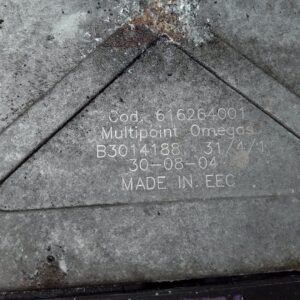 Cod. 616264001
Multipoint Omegas
B3014188 31/4/1
30-08-04
MADE IN EEC